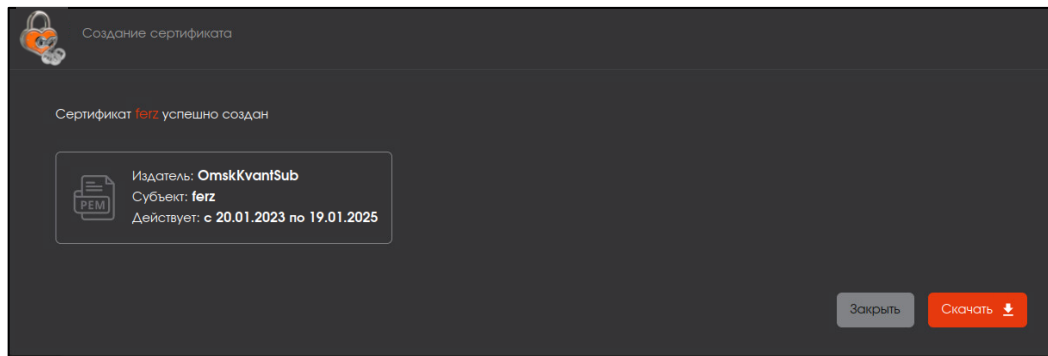 Создание сертификата
Сертификат ferz успешно создан
Издатель: OmskKvantSub
Субъект: ferz
Действует: с 20.01.2023 по 19.01.2025
PEM
Закрыть
Скачать